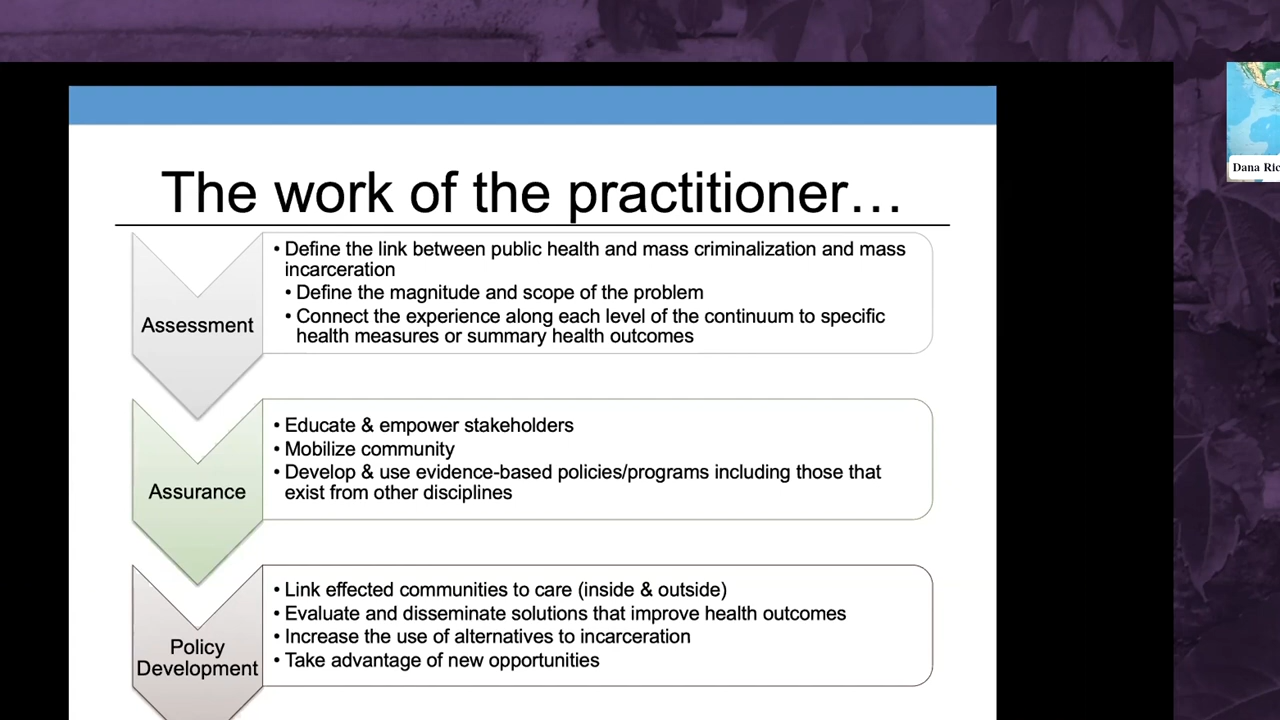 The work of the practitioner…
Assessment
• Define the link between public health and mass criminalization and mass
incarceration
• Define the magnitude and scope of the problem
• Connect the experience along each level of the continuum to specific
health measures or summary health outcomes
Assurance
• Educate & empower stakeholders
• Mobilize community
• Develop & use evidence-based policies/programs including those that
exist from other disciplines
Policy
Development
• Link effected communities to care (inside & outside)
• Evaluate and disseminate solutions that improve health outcomes
• Increase the use of alternatives to incarceration
• Take advantage of new opportunities
Dana Ric